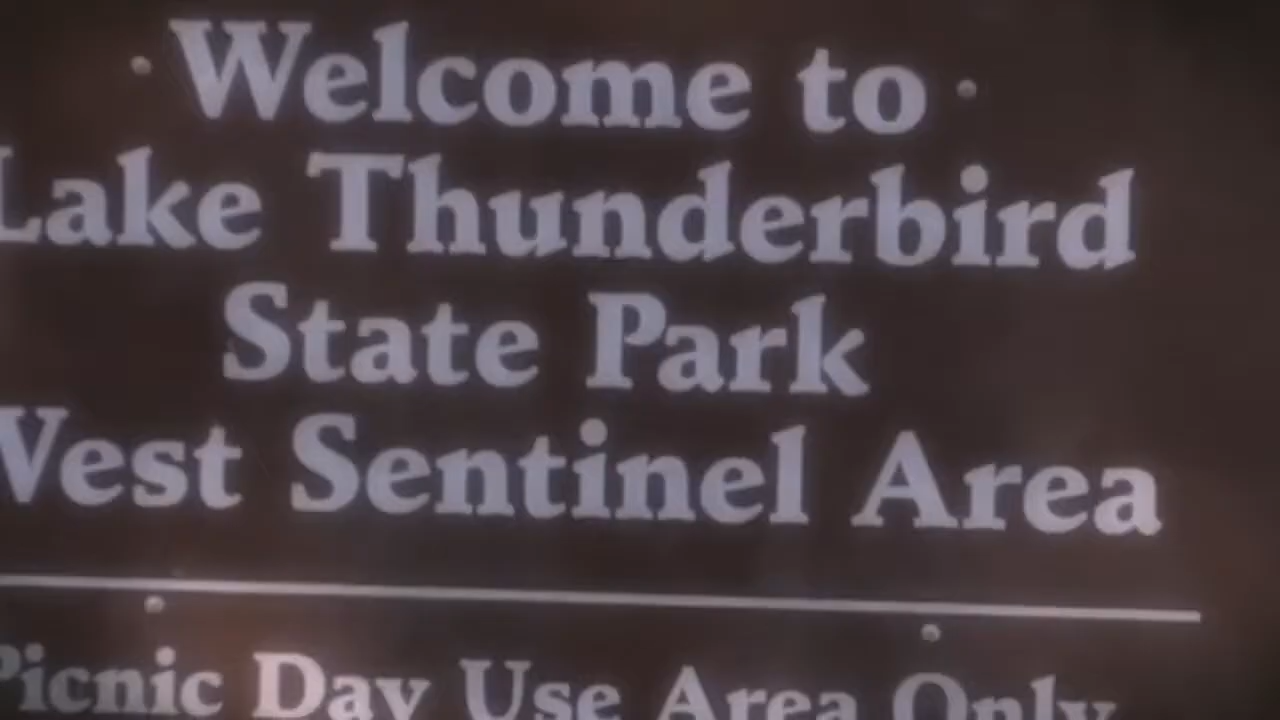 Welcome to
Lake Thunderbird
State Park
West Sentinel Area
Picnic Day Use Area Only